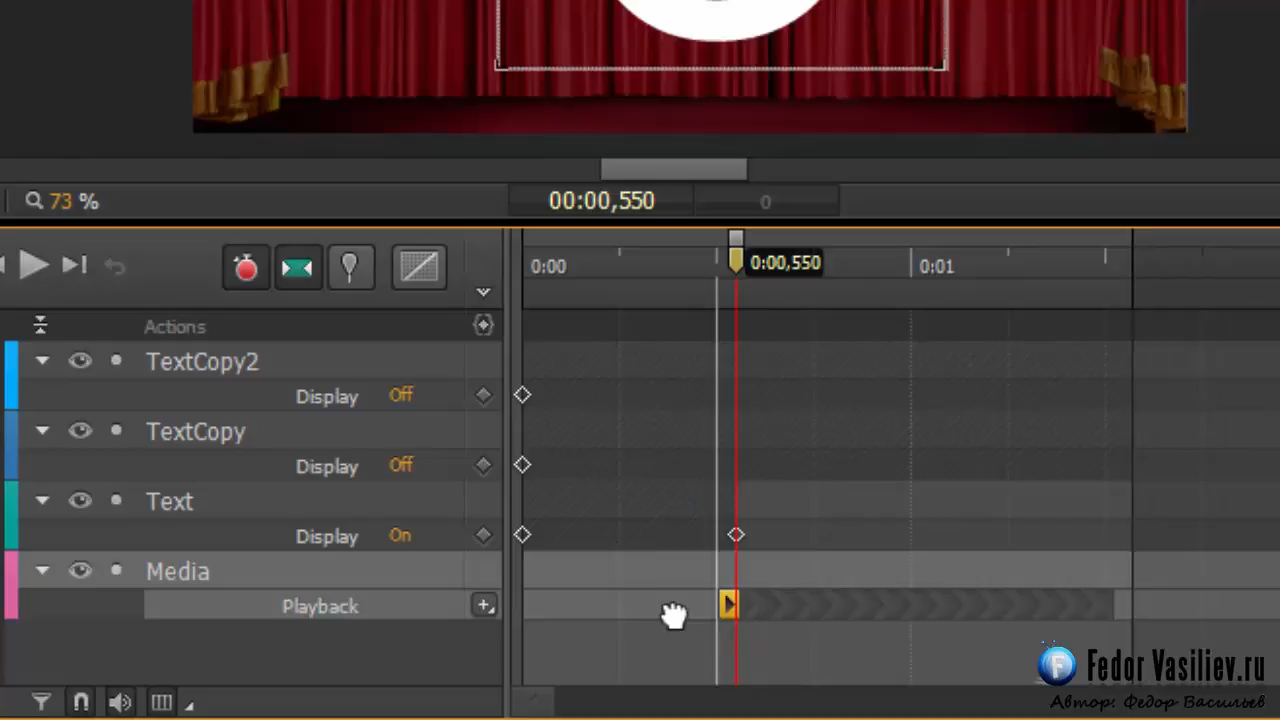 73 %
00:00,550
0
0:00
0:00,550
0:01
Actions
TextCopy2
Display Off
TextCopy
Display Off
Text
Display On
Media
Playback
F
Fedor Vasiliev.ru
Автор: Федор Васильев